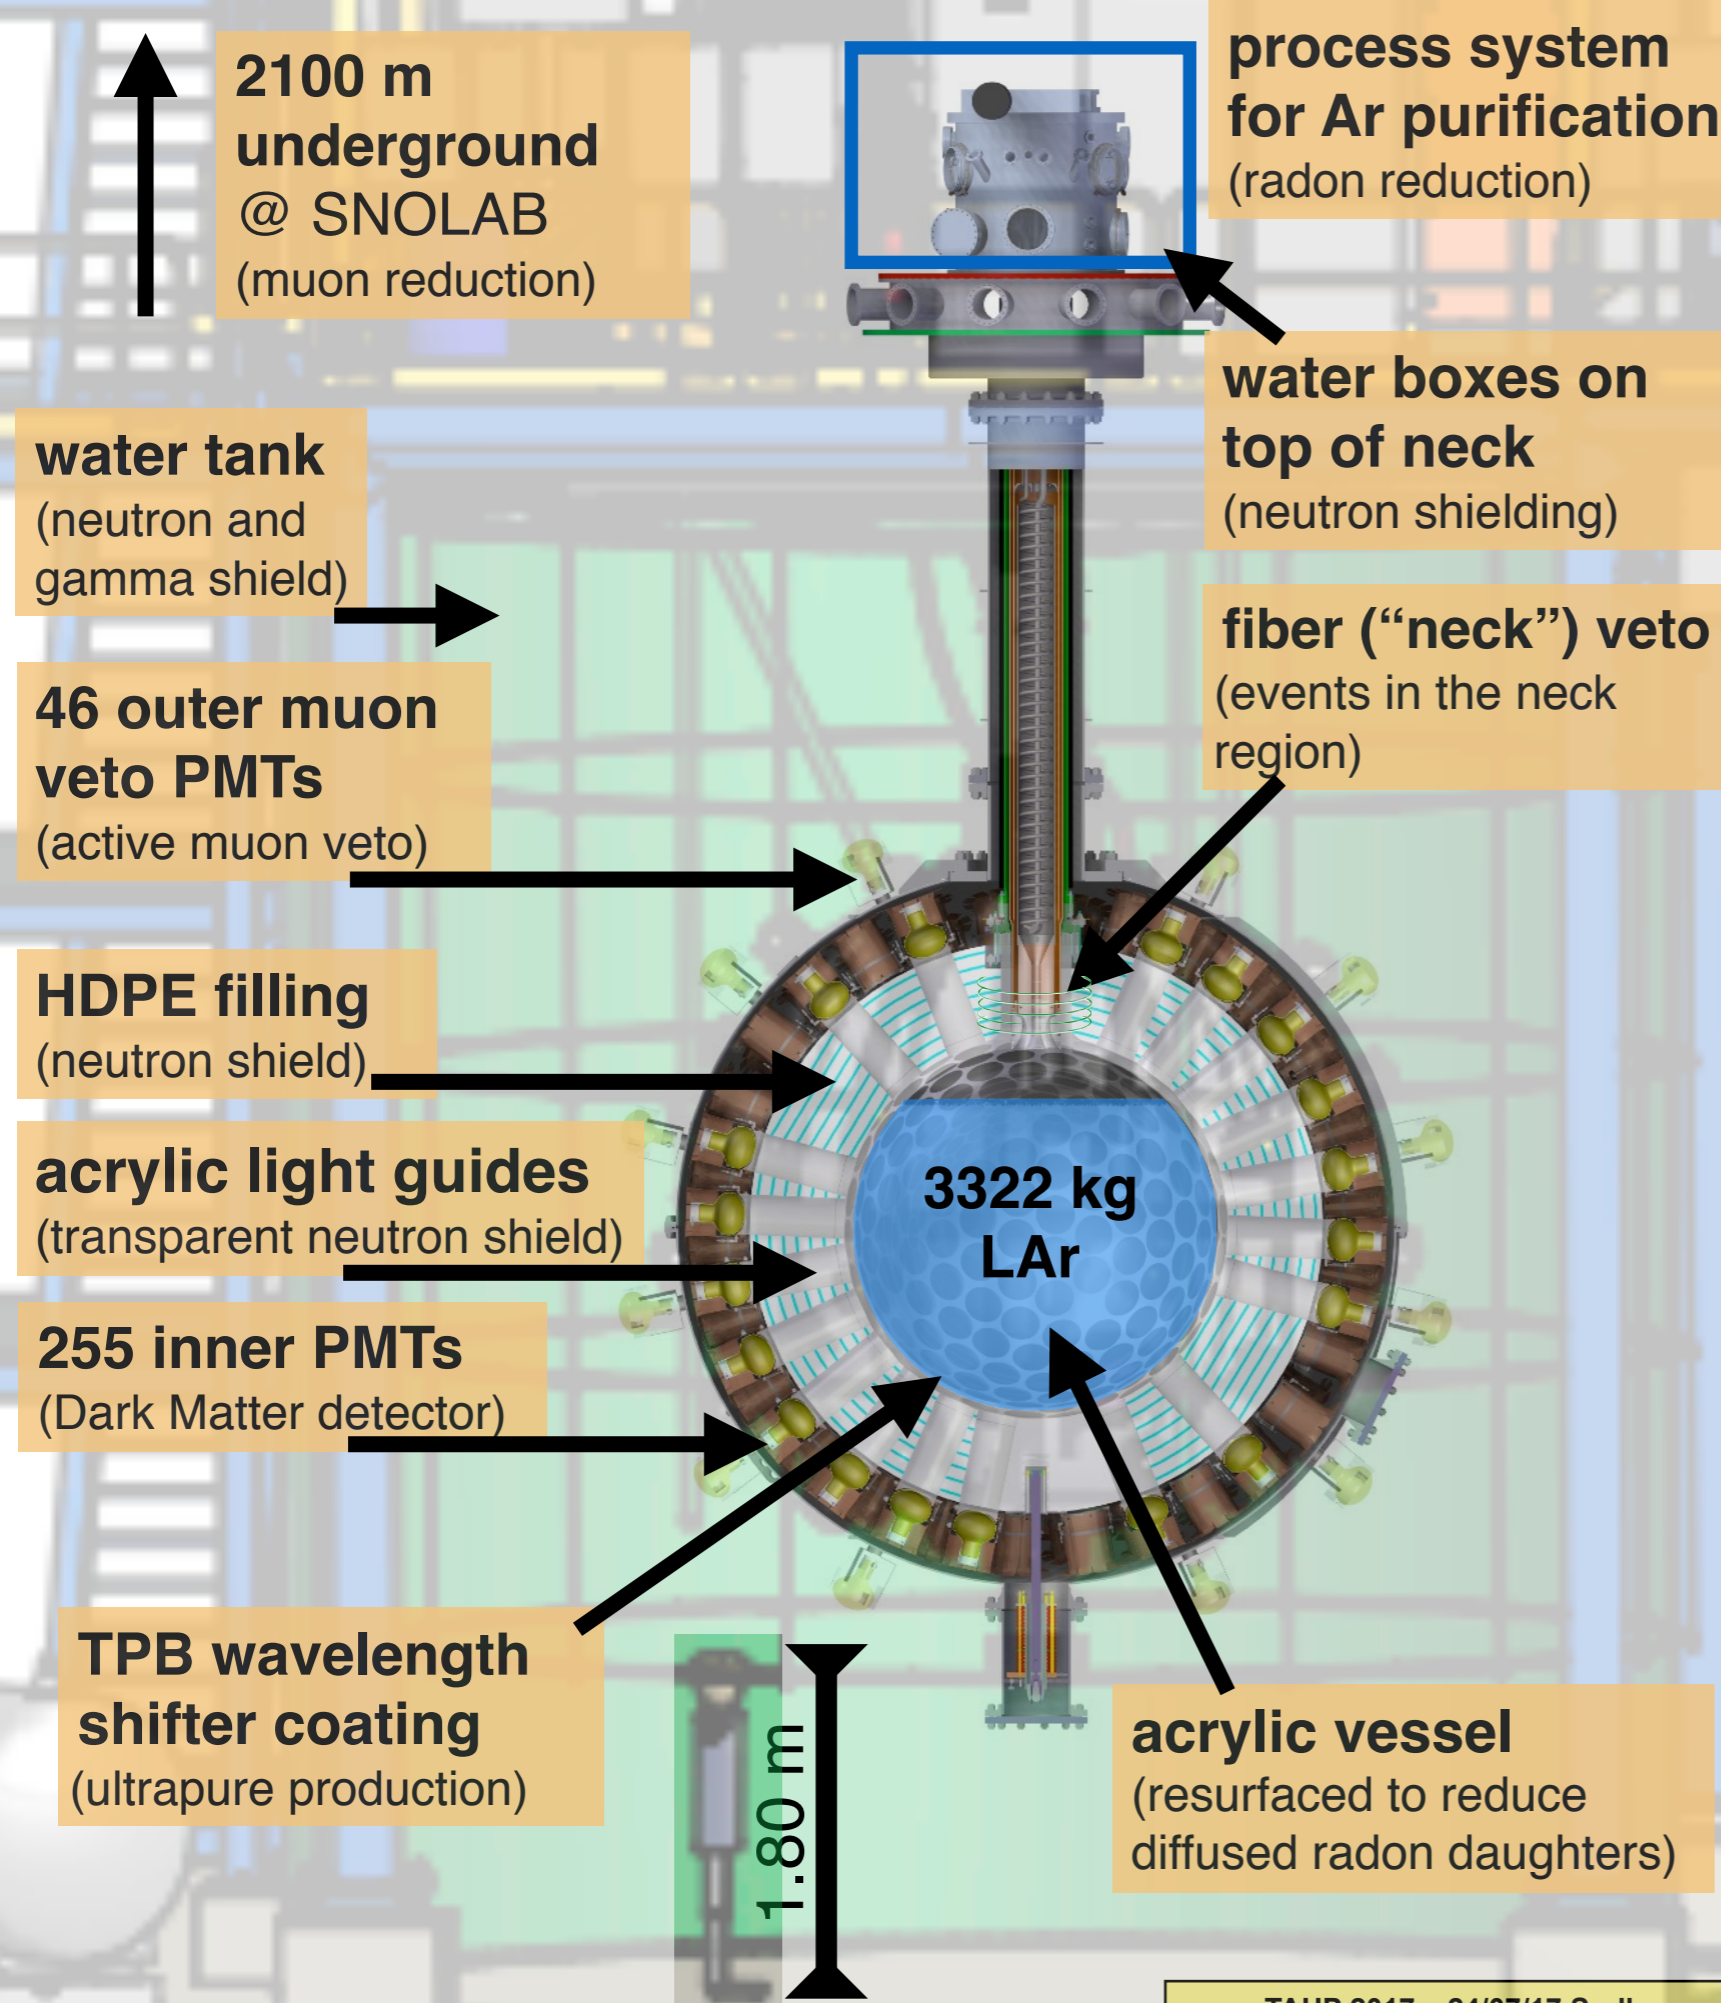 2100 m
underground
@ SNOLAB
(muon reduction)
process system
for Ar purification
(radon reduction)
water boxes on
top of neck
(neutron shielding)
water tank
(neutron and
gamma shield)
fiber (“neck”) veto
(events in the neck
region)
46 outer muon
veto PMTs
(active muon veto)
HDPE filling
(neutron shield)
acrylic light guides
(transparent neutron shield)
3322 kg
LAr
255 inner PMTs
(Dark Matter detector)
TPB wavelength
shifter coating
(ultrapure production)
1.80 m
acrylic vessel
(resurfaced to reduce
diffused radon daughters)